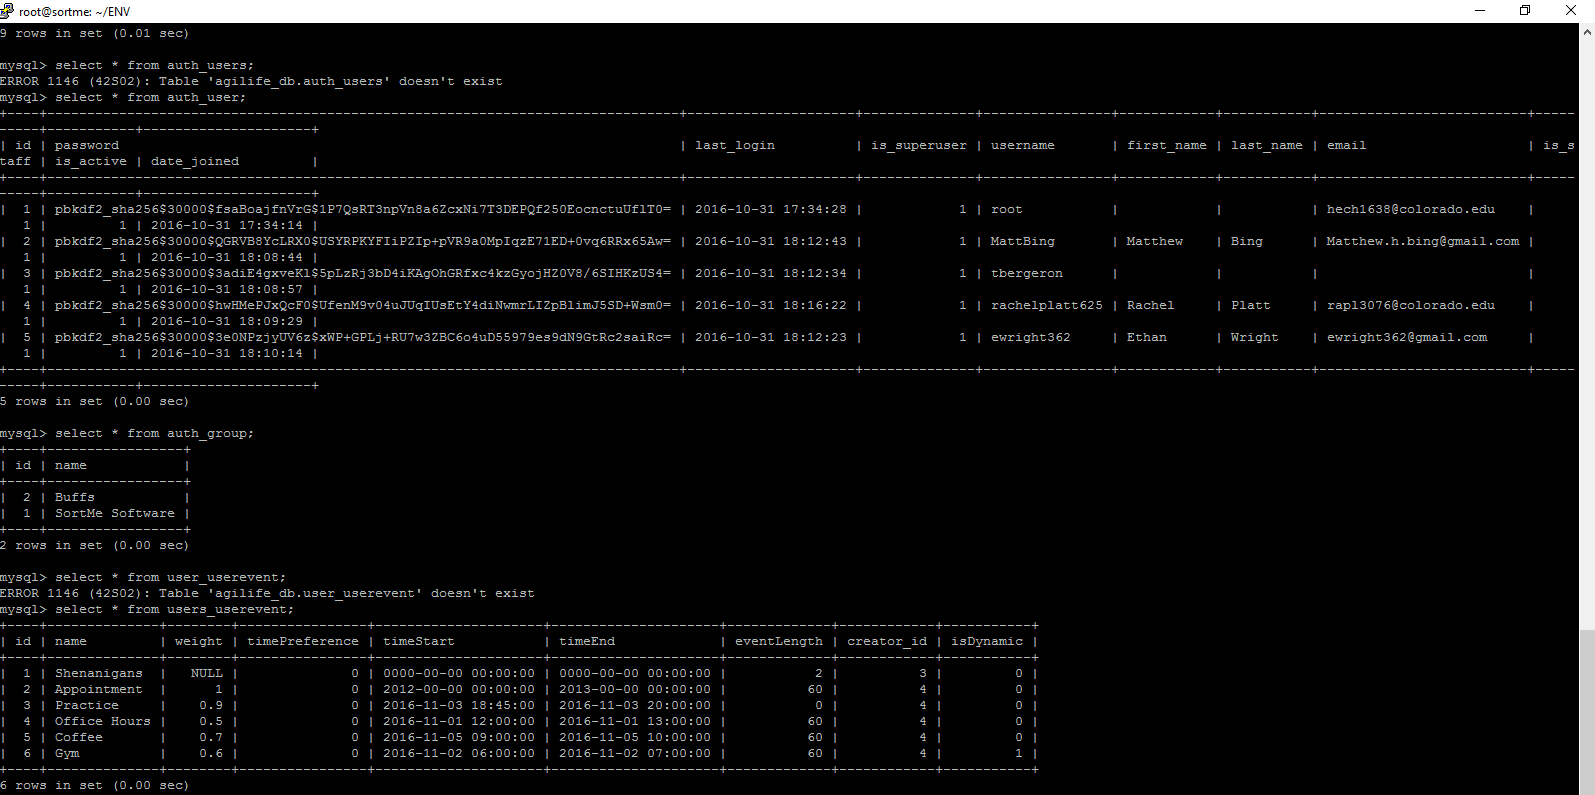 root@sortme: ~/ENV
9 rows in set (0.01 sec)
mysql> select * from auth_users;
ERROR 1146 (42S02): Table 'agilife_db.auth_users' doesn't exist
mysql> select * from auth_user;
+----+-------------------------------------------------------------------------------+---------------------+--------------+----------------+------------+-----------+--------------------------+-----
-----+-----------+---------------------+
| id | password | last_login | is_superuser | username | first_name | last_name | email | is_s
taff | is_active | date_joined |
+----+-------------------------------------------------------------------------------+---------------------+--------------+----------------+------------+-----------+--------------------------+-----
-----+-----------+---------------------+
| 1 | pbkdf2_sha256$30000$fsaBoajfnVrG$1P7QsRT3npVn8a6ZcxNi7T3DEPQf250EocnctuUflT0= | 2016-10-31 17:34:28 | 1 | root | | | hech1638@colorado.edu |
1 | 1 | 2016-10-31 17:34:14 |
| 2 | pbkdf2_sha256$30000$QGRVB8YcLRX0$USYRPKYFIiPZIp+pVR9a0MpIqzE71ED+0vq6RRx65Aw= | 2016-10-31 18:12:43 | 1 | MattBing | Matthew | Bing | Matthew.h.bing@gmail.com |
1 | 1 | 2016-10-31 18:08:44 |
| 3 | pbkdf2_sha256$30000$3adiE4gxveKl$5pLzRj3bD4iKAgOhGRfxc4kzGyojHZ0V8/6SIHKzUS4= | 2016-10-31 18:12:34 | 1 | tbergeron | | | |
1 | 1 | 2016-10-31 18:08:57 |
| 4 | pbkdf2_sha256$30000$hwHMePJxQcF0$UfenM9v04uJUqIUsEtY4diNwmrLIZpBlimJ5SD+Wsm0= | 2016-10-31 18:16:22 | 1 | rachelplatt625 | Rachel | Platt | rapl3076@colorado.edu |
1 | 1 | 2016-10-31 18:09:29 |
| 5 | pbkdf2_sha256$30000$3e0NPzjyUV6z$xWP+GPLj+RU7w3ZBC6o4uD55979es9dN9GtRc2saiRc= | 2016-10-31 18:12:23 | 1 | ewright362 | Ethan | Wright | ewright362@gmail.com |
1 | 1 | 2016-10-31 18:10:14 |
+----+-------------------------------------------------------------------------------+---------------------+--------------+----------------+------------+-----------+--------------------------+-----
-----+-----------+---------------------+
5 rows in set (0.00 sec)
mysql> select * from auth_group;
+----+-----------------+
| id | name |
+----+-----------------+
| 2 | Buffs |
| 1 | SortMe Software |
+----+-----------------+
2 rows in set (0.00 sec)
mysql> select * from user_userevent;
ERROR 1146 (42S02): Table 'agilife_db.user_userevent' doesn't exist
mysql> select * from users_userevent;
+----+--------------+--------+----------------+---------------------+---------------------+-------------+------------+-----------+
| id | name | weight | timePreference | timeStart | timeEnd | eventLength | creator_id | isDynamic |
+----+--------------+--------+----------------+---------------------+---------------------+-------------+------------+-----------+
| 1 | Shenanigans | NULL | 0 | 0000-00-00 00:00:00 | 0000-00-00 00:00:00 | 2 | 3 | 0 |
| 2 | Appointment | 1 | 0 | 2012-00-00 00:00:00 | 2013-00-00 00:00:00 | 60 | 4 | 0 |
| 3 | Practice | 0.9 | 0 | 2016-11-03 18:45:00 | 2016-11-03 20:00:00 | 0 | 4 | 0 |
| 4 | Office Hours | 0.5 | 0 | 2016-11-01 12:00:00 | 2016-11-01 13:00:00 | 60 | 4 | 0 |
| 5 | Coffee | 0.7 | 0 | 2016-11-05 09:00:00 | 2016-11-05 10:00:00 | 60 | 4 | 0 |
| 6 | Gym | 0.6 | 0 | 2016-11-02 06:00:00 | 2016-11-02 07:00:00 | 60 | 4 | 1 |
+----+--------------+--------+----------------+---------------------+---------------------+-------------+------------+-----------+
6 rows in set (0.00 sec)